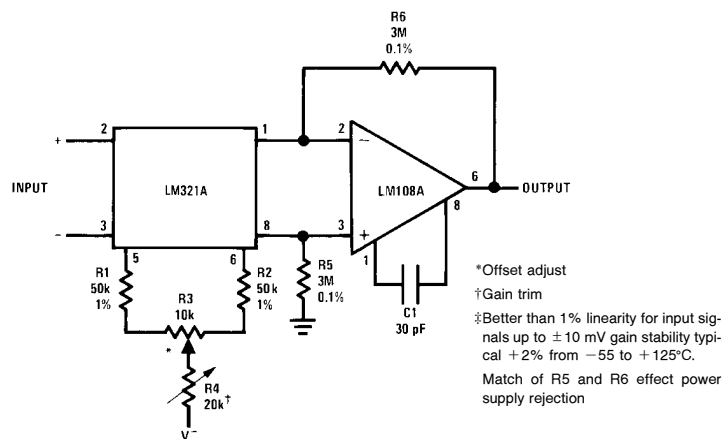 R6
3M
0.1%
2
1
2
6
+
−
INPUT
LM321A
LM108A
OUTPUT
−
3
8
3
+
8
5
6
1
R1
50k
1%
R2
50k
1%
R3
10k
*
R4
20k†
V−
R5
3M
0.1%
C1
30 pF
*Offset adjust
†Gain trim
‡Better than 1% linearity for input sig-
nals up to ±10 mV gain stability typi-
cal +2% from −55 to +125°C.
Match of R5 and R6 effect power
supply rejection